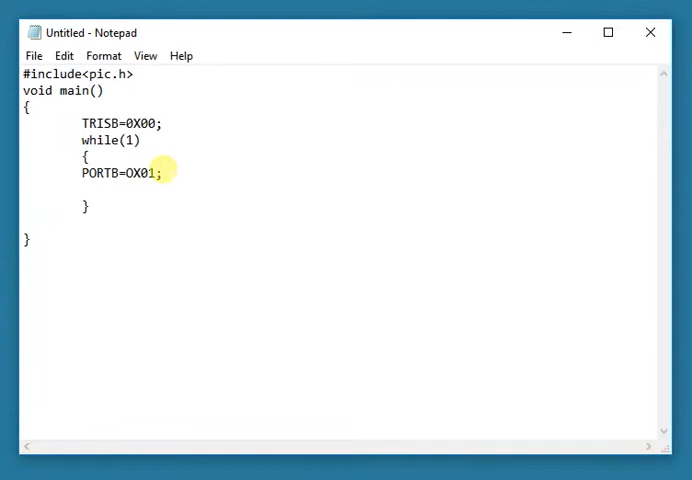 Untitled - Notepad
File Edit Format View Help
#include<pic.h>
void main()
{
TRISB=0X00;
while(1)
{
PORTB=OX01;
}
}